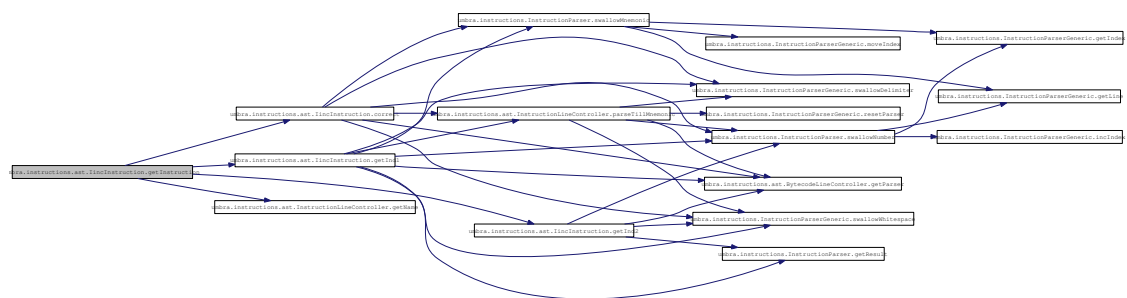 umbra.instructions.InstructionParser.swallowMnemonic
umbra.instructions.InstructionParserGeneric.getIndex
umbra.instructions.InstructionParserGeneric.moveIndex
umbra.instructions.InstructionParserGeneric.swallowDelimiter
umbra.instructions.InstructionParserGeneric.getLine
umbra.instructions.ast.IincInstruction.correct
umbra.instructions.ast.InstructionLineController.parseTillMnemonic
umbra.instructions.InstructionParserGeneric.resetParser
umbra.instructions.InstructionParser.swallowNumber
umbra.instructions.InstructionParserGeneric.incIndex
umbra.instructions.ast.IincInstruction.getInd1
umbra.instructions.ast.IincInstruction.getInstruction
umbra.instructions.ast.BytecodeLineController.getParser
umbra.instructions.ast.InstructionLineController.getName
umbra.instructions.InstructionParserGeneric.swallowWhitespace
umbra.instructions.ast.IincInstruction.getInd2
umbra.instructions.InstructionParser.getResult